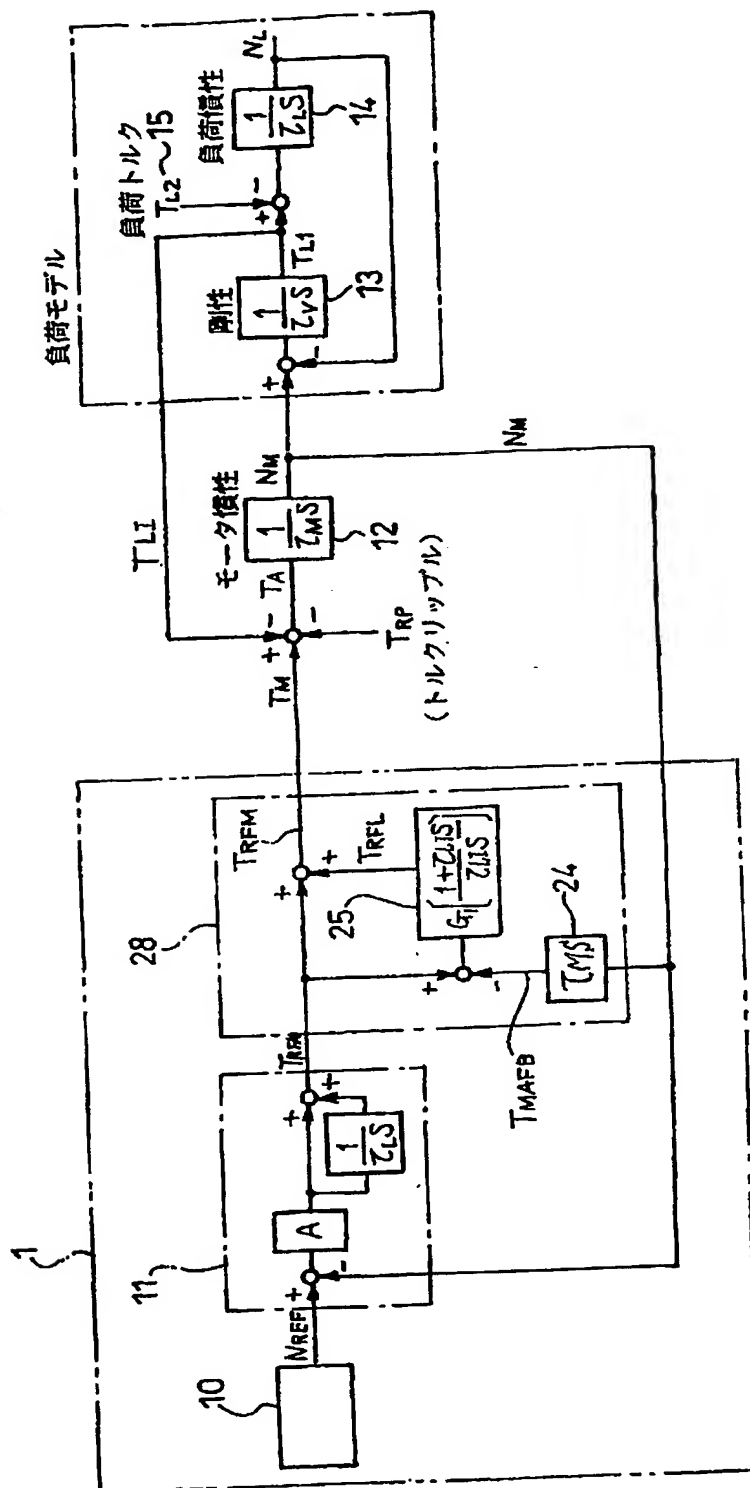 1
10
NREF
+
-
11
A
1
τLS
+
+
TRFM
28
+
-
TMAFB
τMS
24
25
G1(1+τLIS
τLIS)
TRFL
+
+
TRFM
TM
+
-
-
TA
TRP
(トルクリップル)
TLI
モータ慣性
1
τMS
12
NM
NM
負荷モデル
+
-
剛性
1
τVS
13
TL1
負荷トルク
TL2~15
+
-
負荷慣性
1
τLS
14
NL